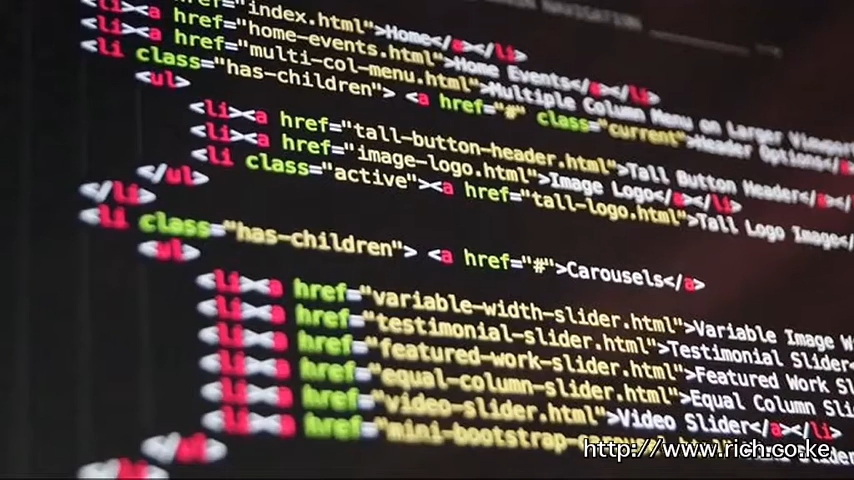 <li><a href="index.html">Home</a></li>
<li><a href="home-events.html">Home Events</a></li>
<li><a href="multi-col-menu.html">Multiple Column Menu on Larger Viewport
<li class="has-children"> <a href="#" class="current">Header Options</a>
<ul>
<li><a href="tall-button-header.html">Tall Button Header</a></
<li><a href="image-logo.html">Image Logo</a></li>
<li class="active"><a href="tall-logo.html">Tall Logo Image</
</ul>
</li>
<li class="has-children"> <a href="#">Carousels</a>
<ul>
<li><a href="variable-width-slider.html">Variable Image W
<li><a href="testimonial-slider.html">Testimonial Slider<
<li><a href="featured-work-slider.html">Featured Work Sl
<li><a href="equal-column-slider.html">Equal Column Sli
<li><a href="video-slider.html">Video Slider</a></li>
<li><a href="mini-bootstrap-
</ul>
</li>
http://www.rich.co.ke